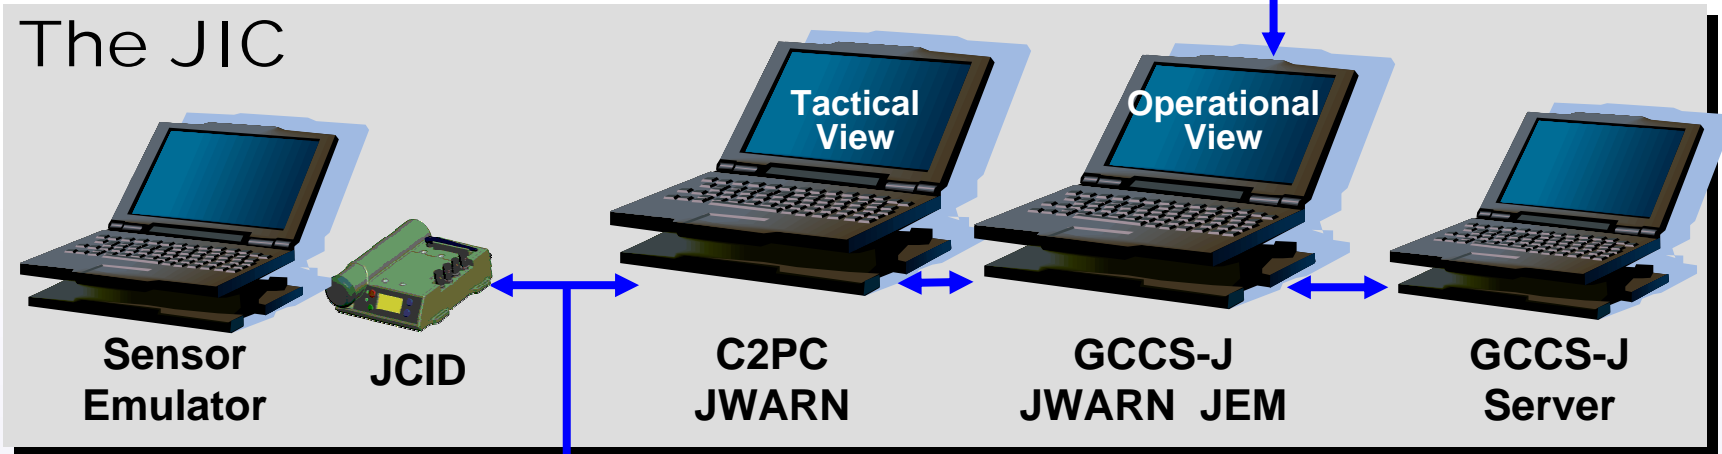 The JIC
Tactical
View
Operational
View
Sensor
Emulator
JCID
C2PC
JWARN
GCCS-J
JWARN JEM
GCCS-J
Server